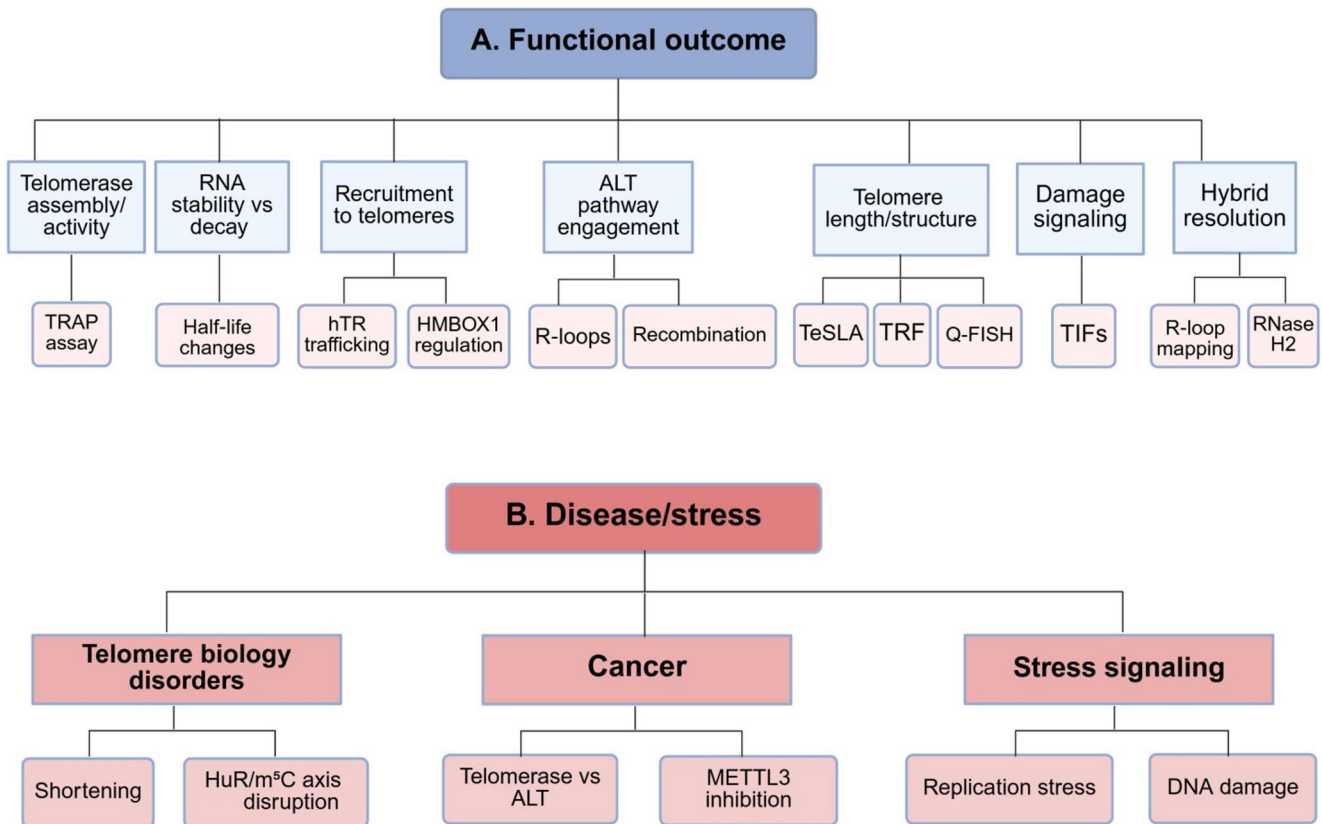 A. Functional outcome
Telomerase
assembly/
activity
RNA
stability vs
decay
Recruitment
to telomeres
ALT
pathway
engagement
Telomere
length/structure
Damage
signaling
Hybrid
resolution
TRAP
assay
Half-life
changes
hTR
trafficking
HMBOX1
regulation
R-loops
Recombination
TeSLA
TRF
Q-FISH
TIFs
R-loop
mapping
RNase
H2
B. Disease/stress
Telomere biology
disorders
Cancer
Stress signaling
Shortening
HuR/m⁵C axis
disruption
Telomerase vs
ALT
METTL3
inhibition
Replication stress
DNA damage